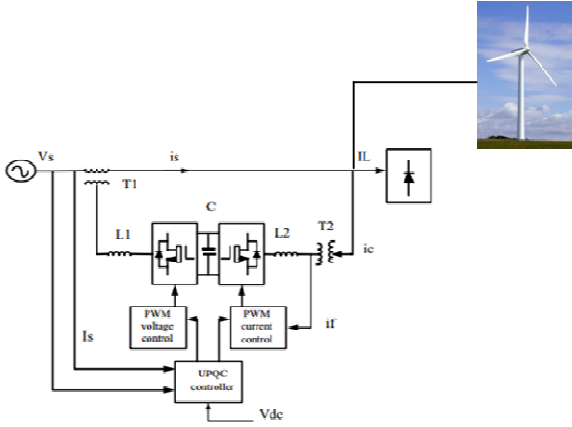 Vs
is
IL
T1
C
L1
L2
T2
ic
PWM
voltage
control
PWM
current
control
if
Is
UPQC
controller
Vdc